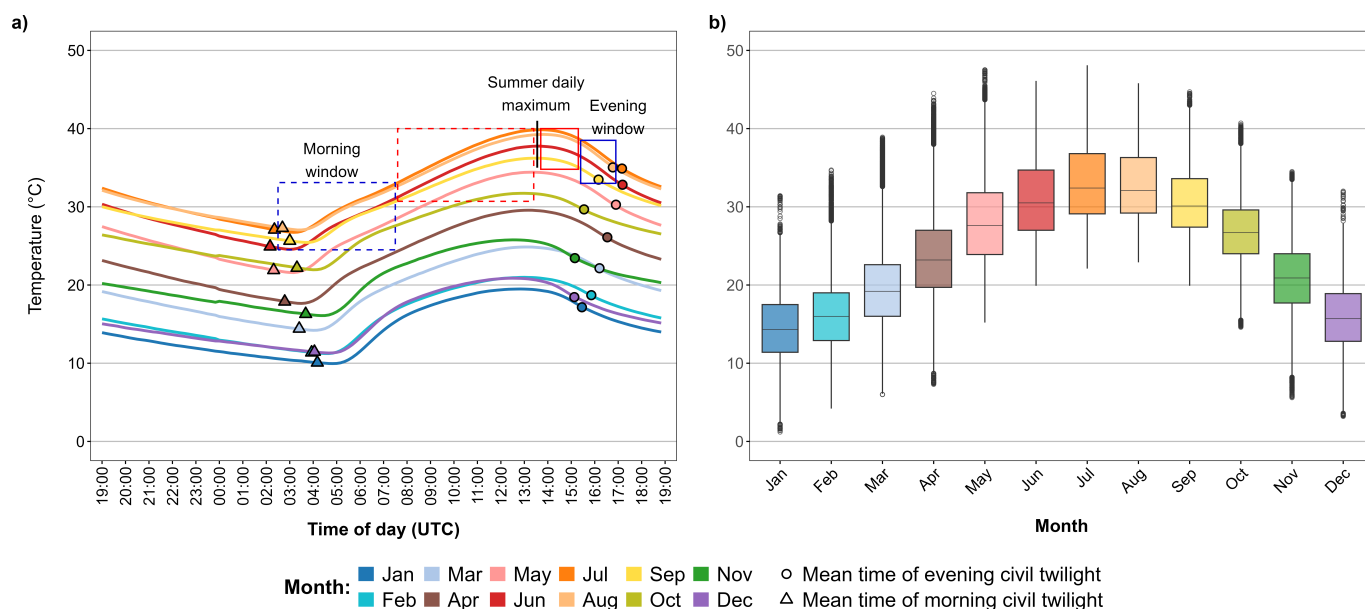 a)
b)
Temperature (°C)
50
40
30
20
10
0
Summer daily
maximum
Evening
window
Morning
window
19:00
20:00
21:00
22:00
23:00
00:00
01:00
02:00
03:00
04:00
05:00
06:00
07:00
08:00
09:00
10:00
11:00
12:00
13:00
14:00
15:00
16:00
17:00
18:00
19:00
Time of day (UTC)
50
40
30
20
10
0
Jan
Feb
Mar
Apr
May
Jun
Jul
Aug
Sep
Oct
Nov
Dec
Month
Month: Jan Mar May Jul Sep Nov Mean time of evening civil twilight
Feb Apr Jun Aug Oct Dec Mean time of morning civil twilight